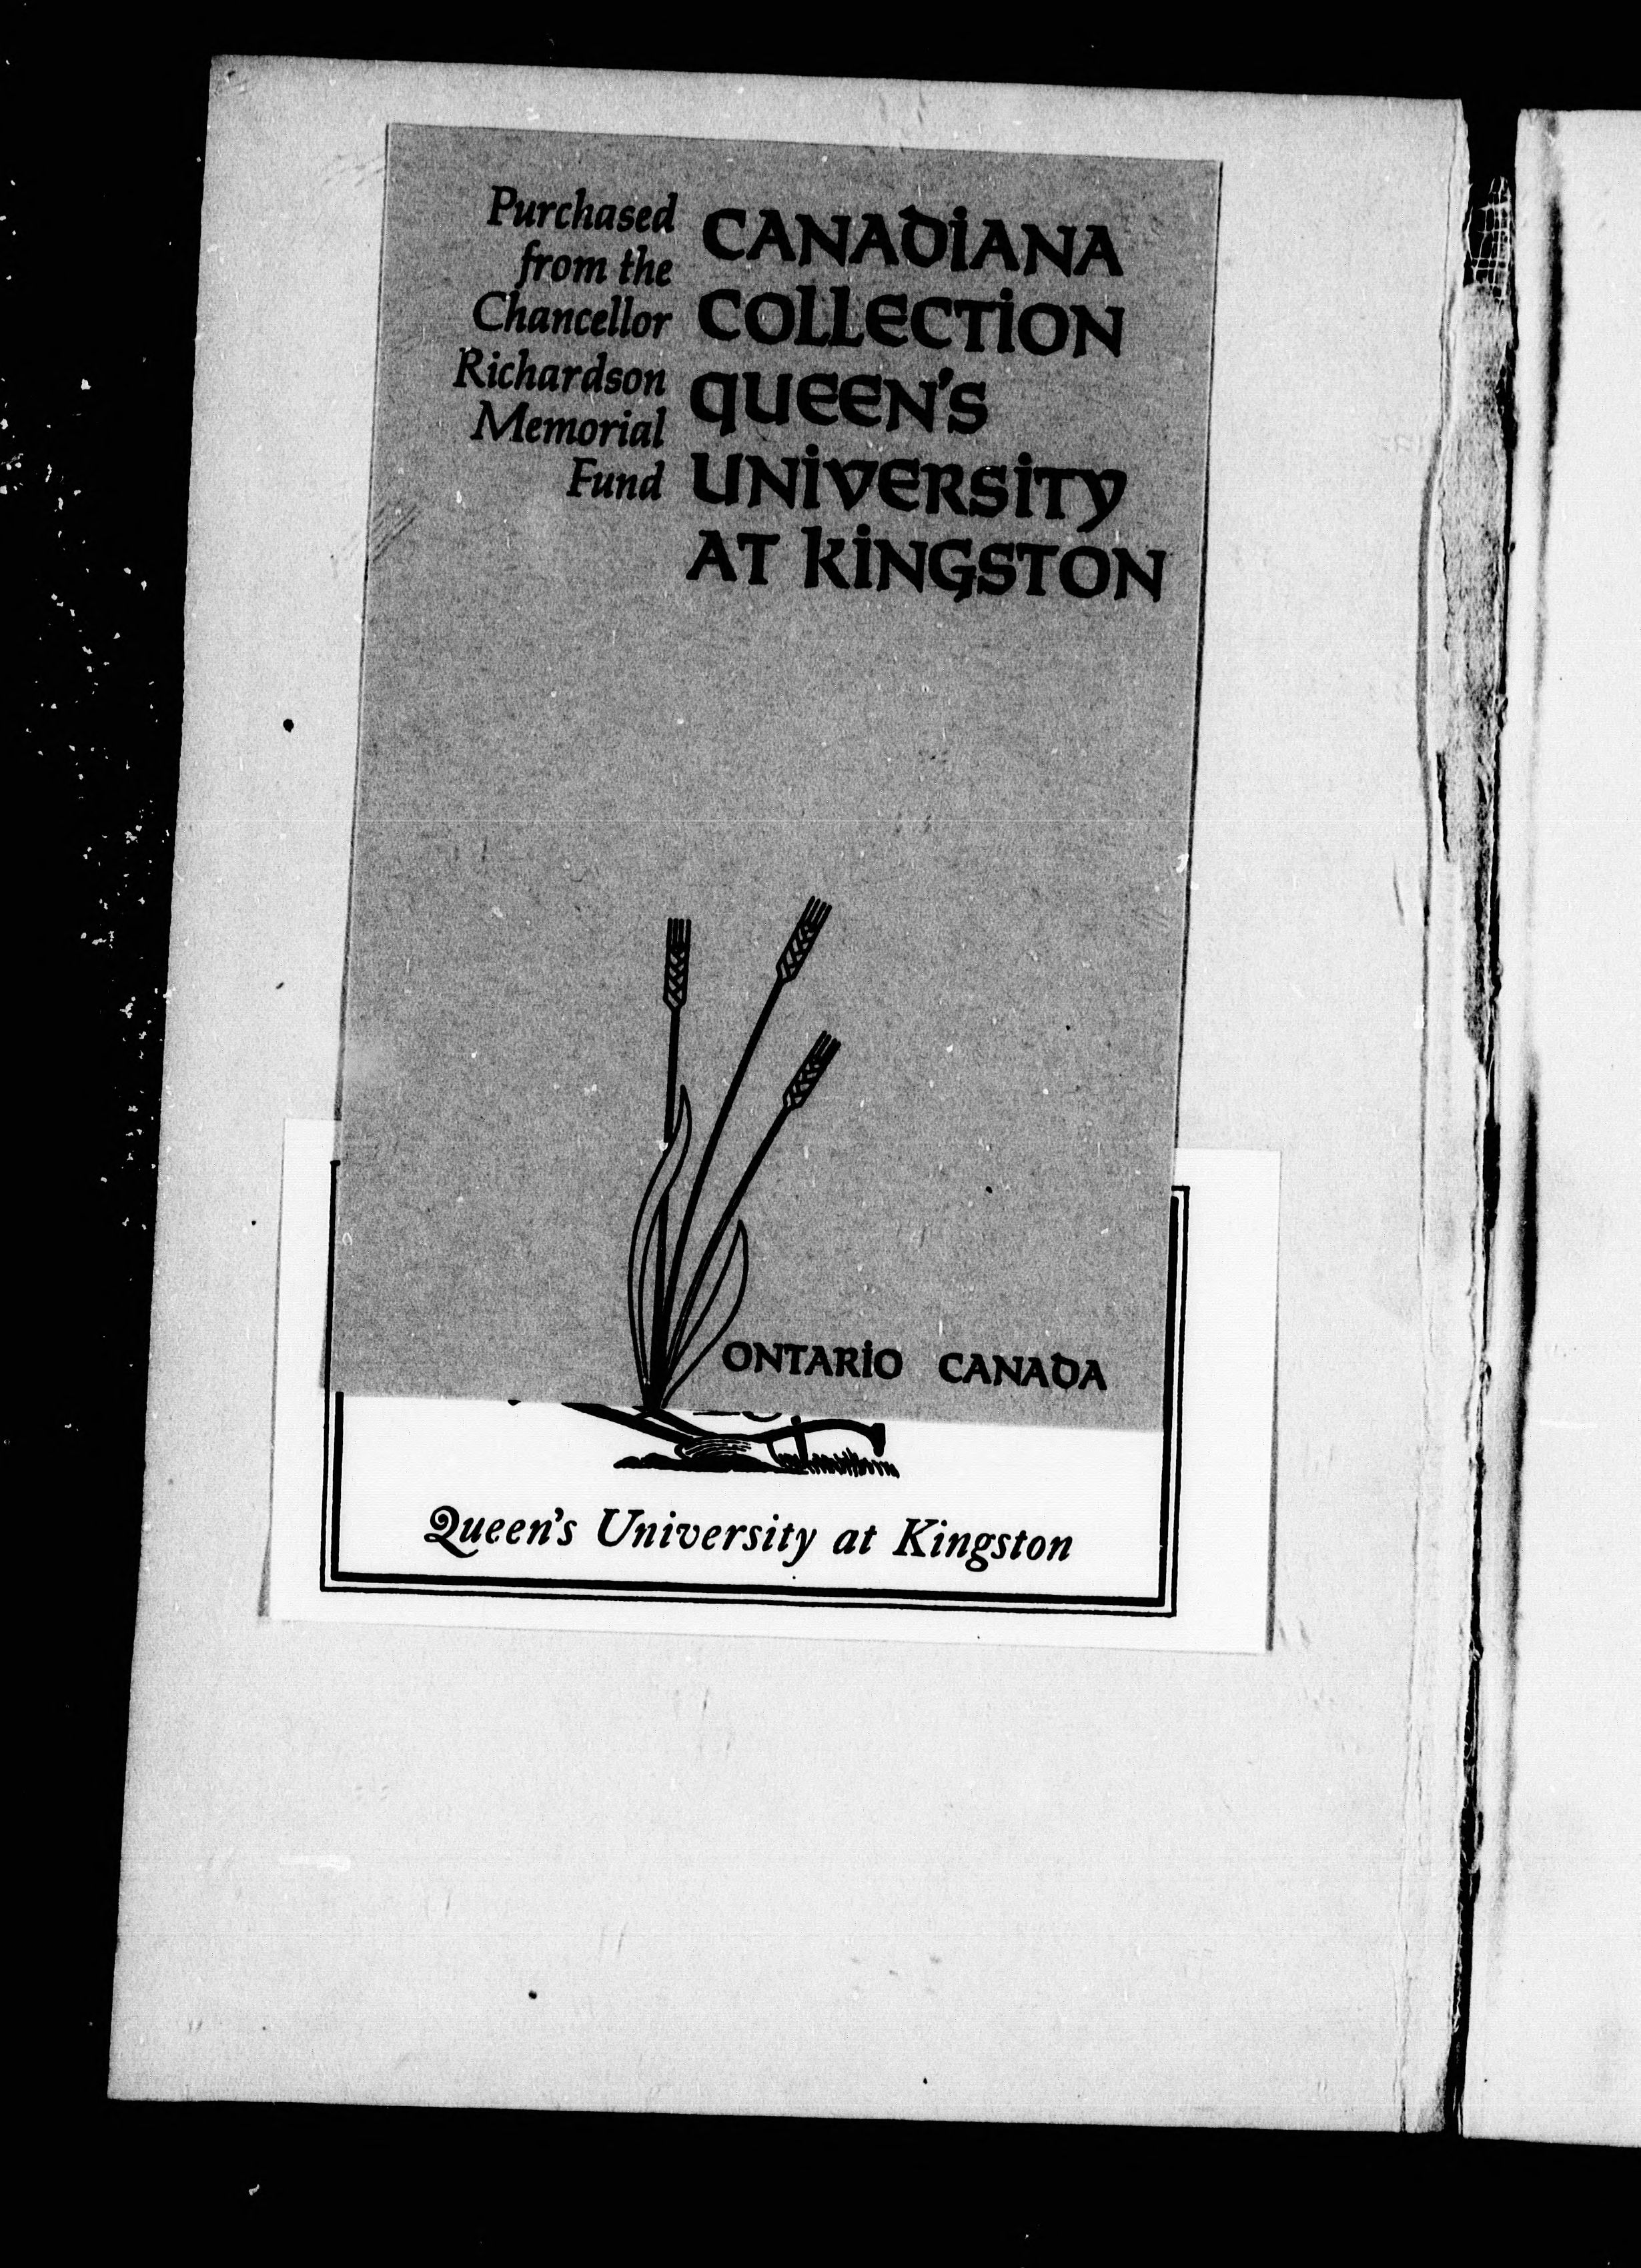 Purchased
from the
Chancellor
Richardson
Memorial
Fund
CANADIANA
COLLECTION
QUEEN'S
UNIVERSITY
AT KINGSTON
ONTARIO CANADA
Queen's University at Kingston